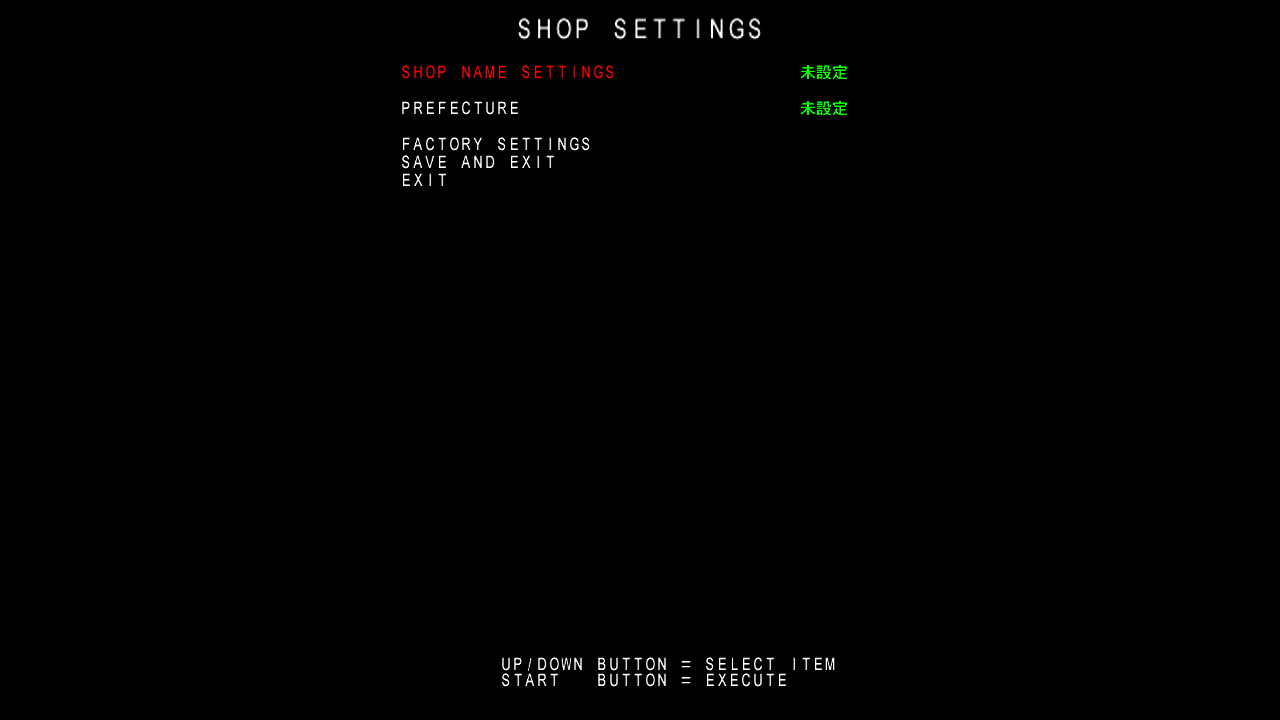 SHOP SETTINGS
SHOP NAME SETTINGS 未設定
PREFECTURE 未設定
FACTORY SETTINGS
SAVE AND EXIT
EXIT
UP/DOWN BUTTON = SELECT ITEM
START BUTTON = EXECUTE